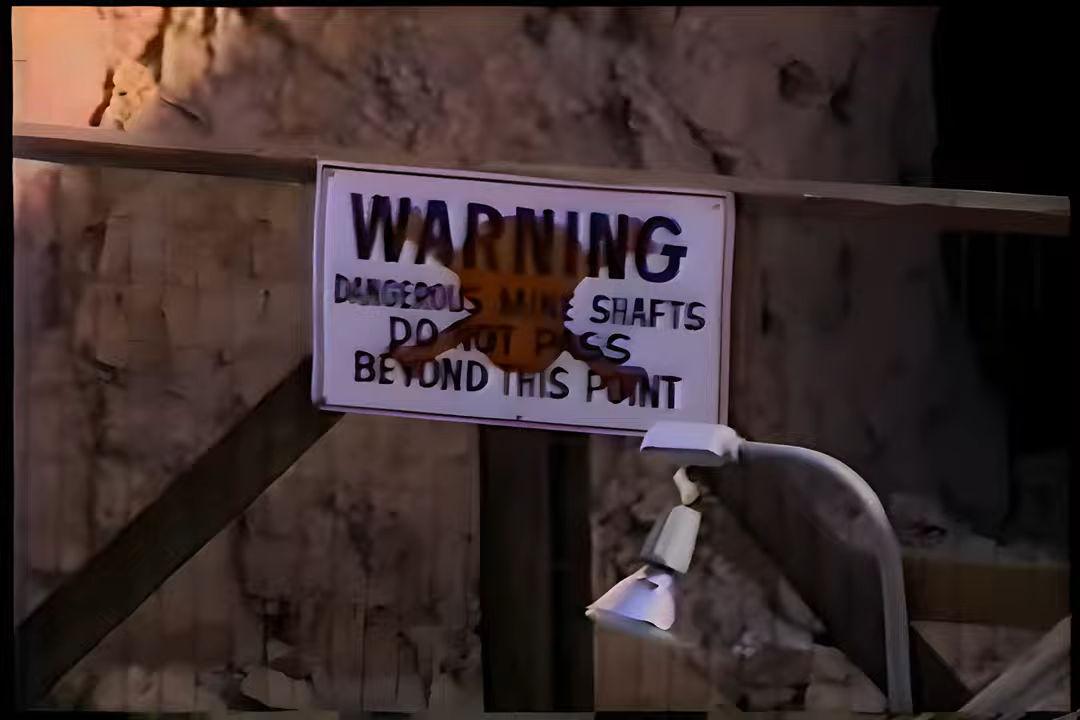 WARNING
DANGEROUS MINE SHAFTS
DO NOT PASS
BEYOND THIS POINT